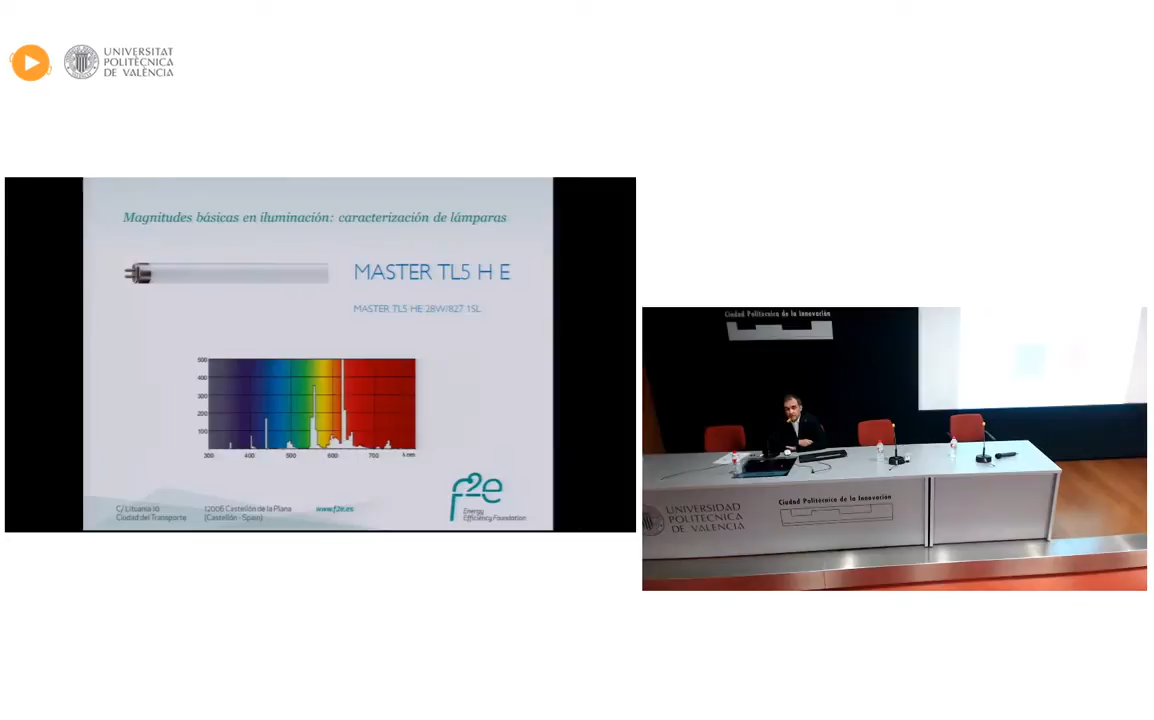 UNIVERSITAT
POLITÈCNICA
DE VALÈNCIA
Magnitudes básicas en iluminación: caracterización de lámparas
MASTER TL5 H E
MASTER TL5 HE 28W/827 1SL
500
400
300
200
100
300 400 500 600 700 λ nm
C/ Lituania 10
Ciudad del Transporte
12006 Castellón de la Plana
(Castellón - Spain)
www.f2e.es
f2e
Energy
Efficiency Foundation
Ciudad Politécnica de la Innovación
Ciudad Politécnica de la Innovación
UNIVERSIDAD
POLITECNICA
DE VALENCIA